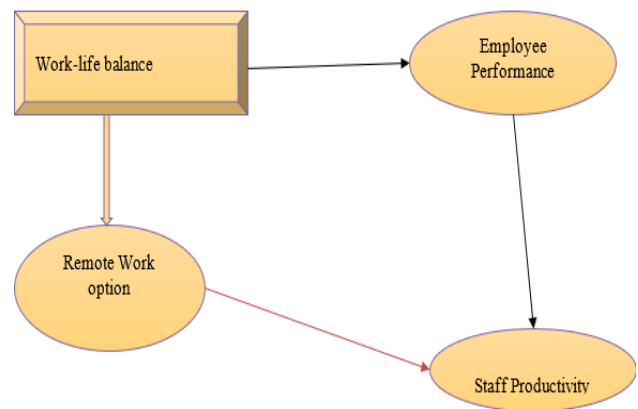 Work-life balance
Employee
Performance
Remote Work
option
Staff Productivity